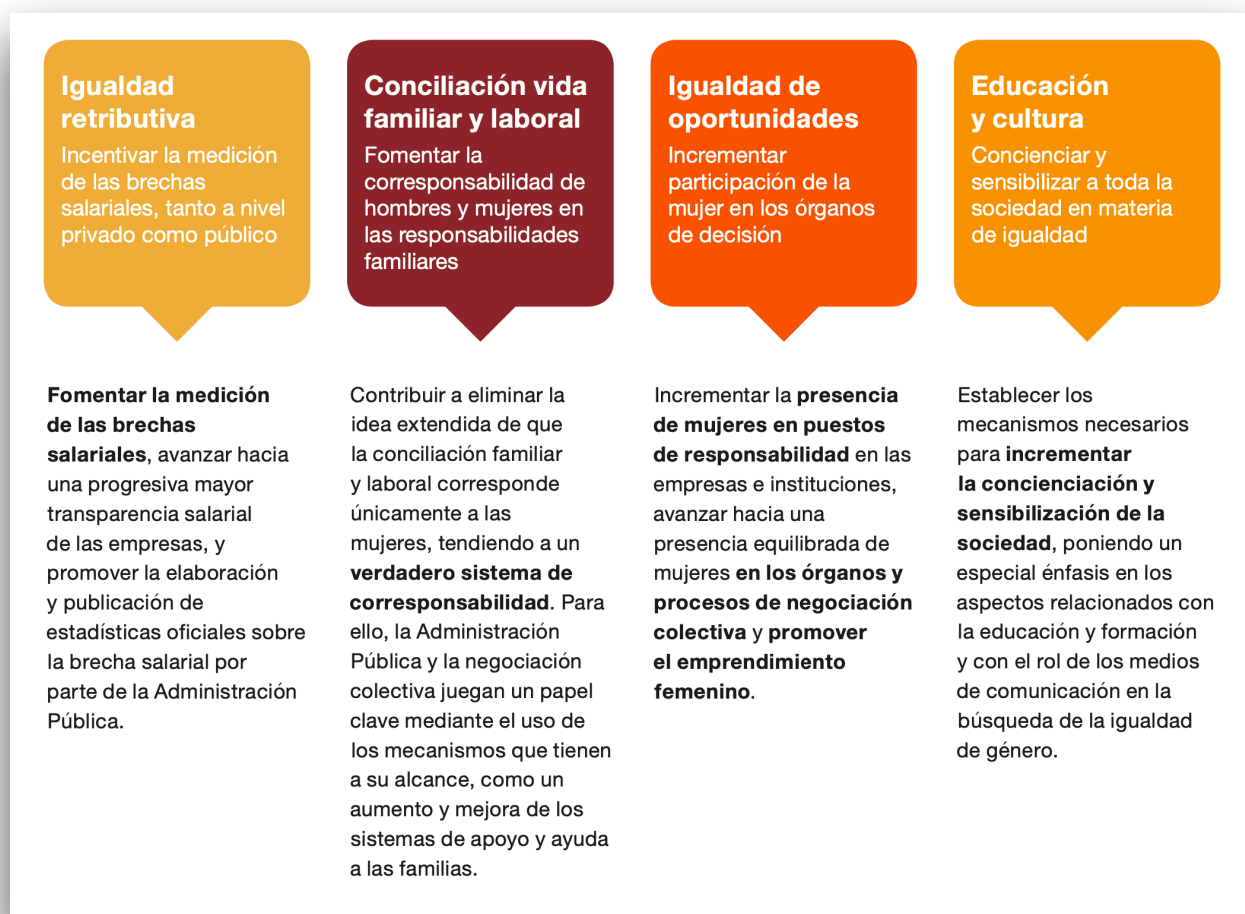 Igualdad
retributiva
Incentivar la medición
de las brechas
salariales, tanto a nivel
privado como público
Fomentar la medición
de las brechas
salariales, avanzar hacia
una progresiva mayor
transparencia salarial
de las empresas, y
promover la elaboración
y publicación de
estadísticas oficiales sobre
la brecha salarial por
parte de la Administración
Pública.
Conciliación vida
familiar y laboral
Fomentar la
corresponsabilidad de
hombres y mujeres en
las responsabilidades
familiares
Contribuir a eliminar la
idea extendida de que
la conciliación familiar
y laboral corresponde
únicamente a las
mujeres, tendiendo a un
verdadero sistema de
corresponsabilidad. Para
ello, la Administración
Pública y la negociación
colectiva juegan un papel
clave mediante el uso de
los mecanismos que tienen
a su alcance, como un
aumento y mejora de los
sistemas de apoyo y ayuda
a las familias.
Igualdad de
oportunidades
Incrementar
participación de la
mujer en los órganos
de decisión
Incrementar la presencia
de mujeres en puestos
de responsabilidad en las
empresas e instituciones,
avanzar hacia una
presencia equilibrada de
mujeres en los órganos y
procesos de negociación
colectiva y promover
el emprendimiento
femenino.
Educación
y cultura
Concienciar y
sensibilizar a toda la
sociedad en materia
de igualdad
Establecer los
mecanismos necesarios
para incrementar
la concienciación y
sensibilización de la
sociedad, poniendo un
especial énfasis en los
aspectos relacionados con
la educación y formación
y con el rol de los medios
de comunicación en la
búsqueda de la igualdad
de género.